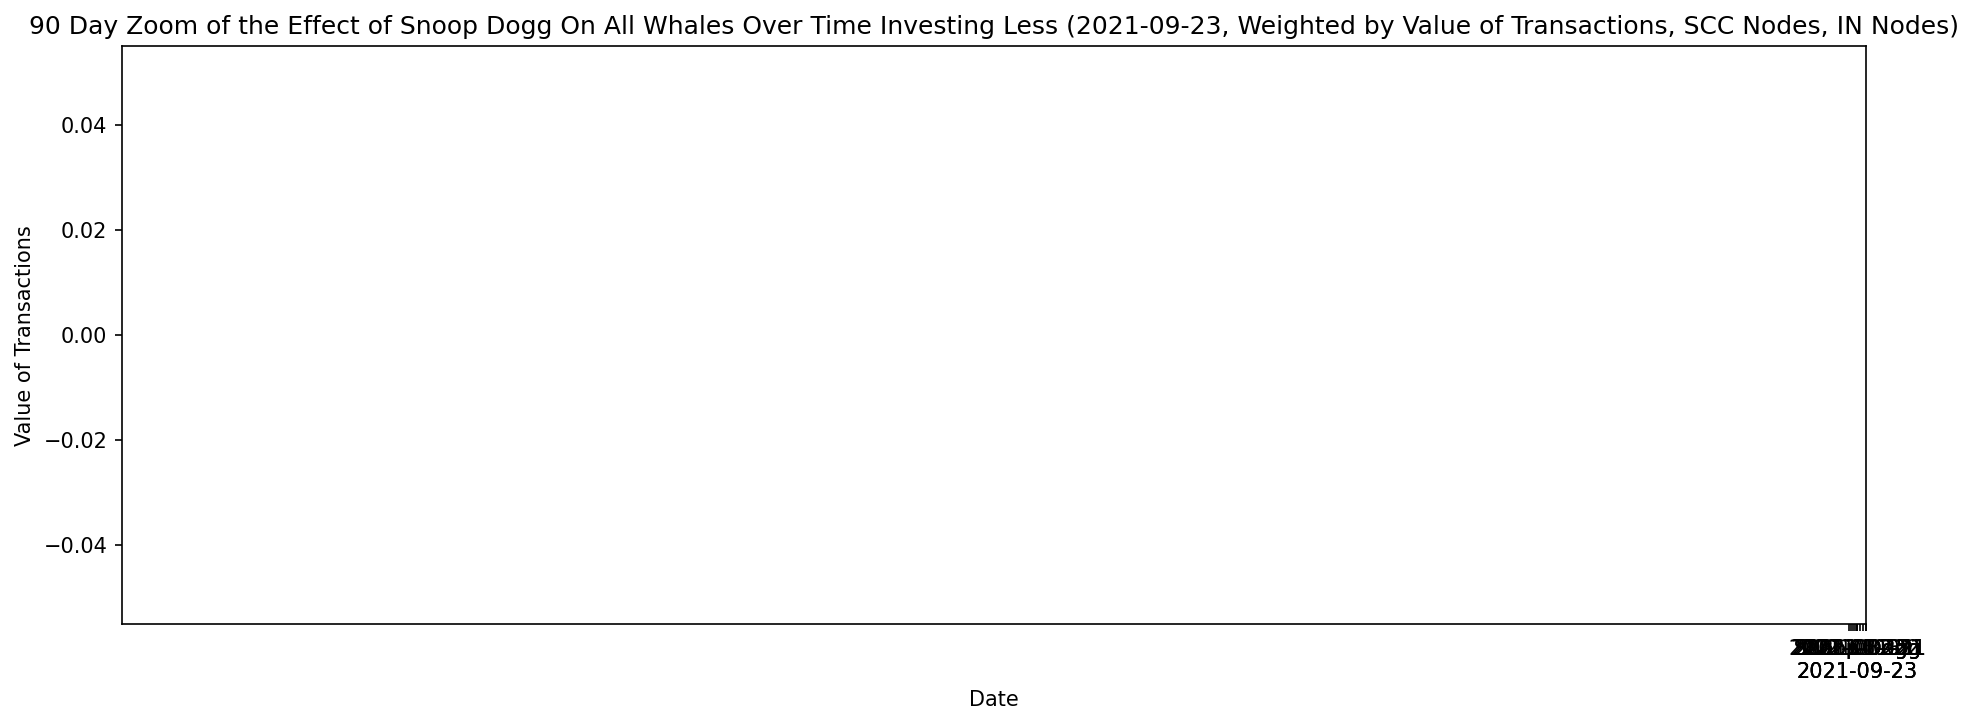 90 Day Zoom of the Effect of Snoop Dogg On All Whales Over Time Investing Less (2021-09-23, Weighted by Value of Transactions, SCC Nodes, IN Nodes)
0.04
0.02
0.00
−0.02
−0.04
Value of Transactions
2021-09-23
Date